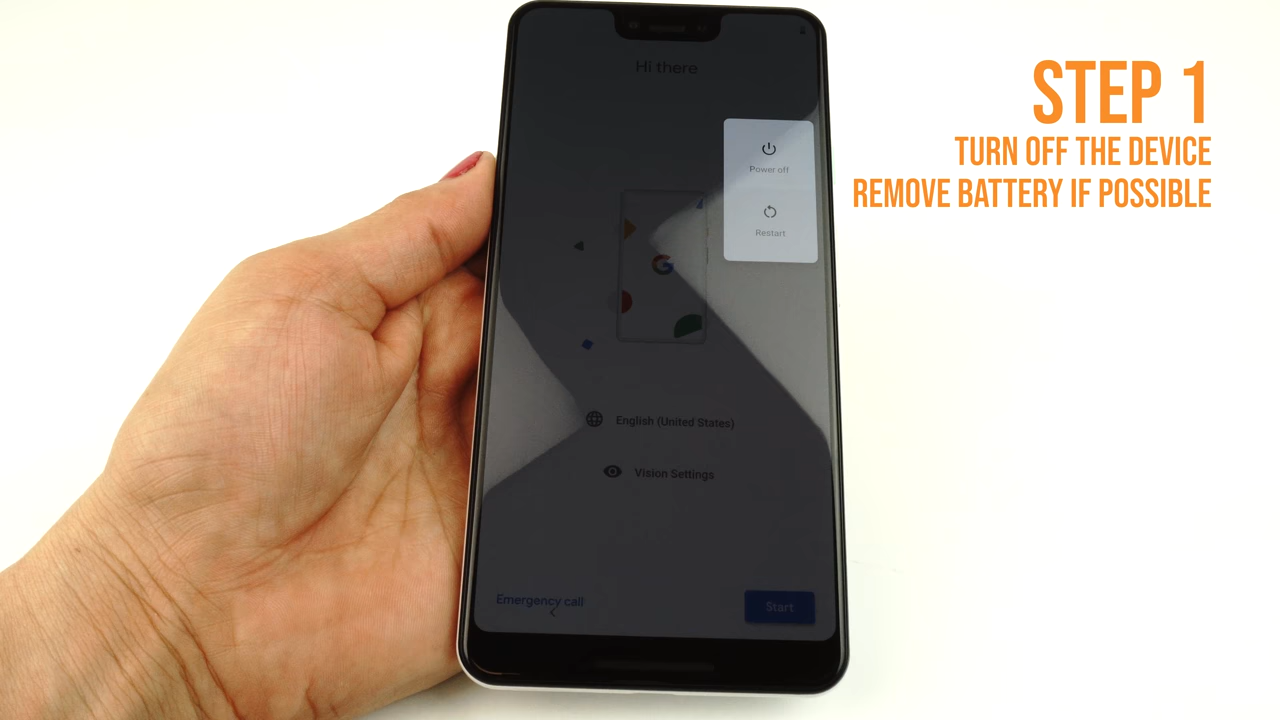 STEP 1
TURN OFF THE DEVICE
REMOVE BATTERY IF POSSIBLE
Hi there
Power off
Restart
G
English (United States)
Vision Settings
Emergency call
Start